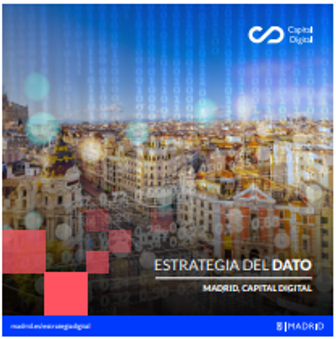 Capital
Digital
ESTRATEGIA DEL DATO
MADRID, CAPITAL DIGITAL
madrid.es/estrategiadigital
MADRID